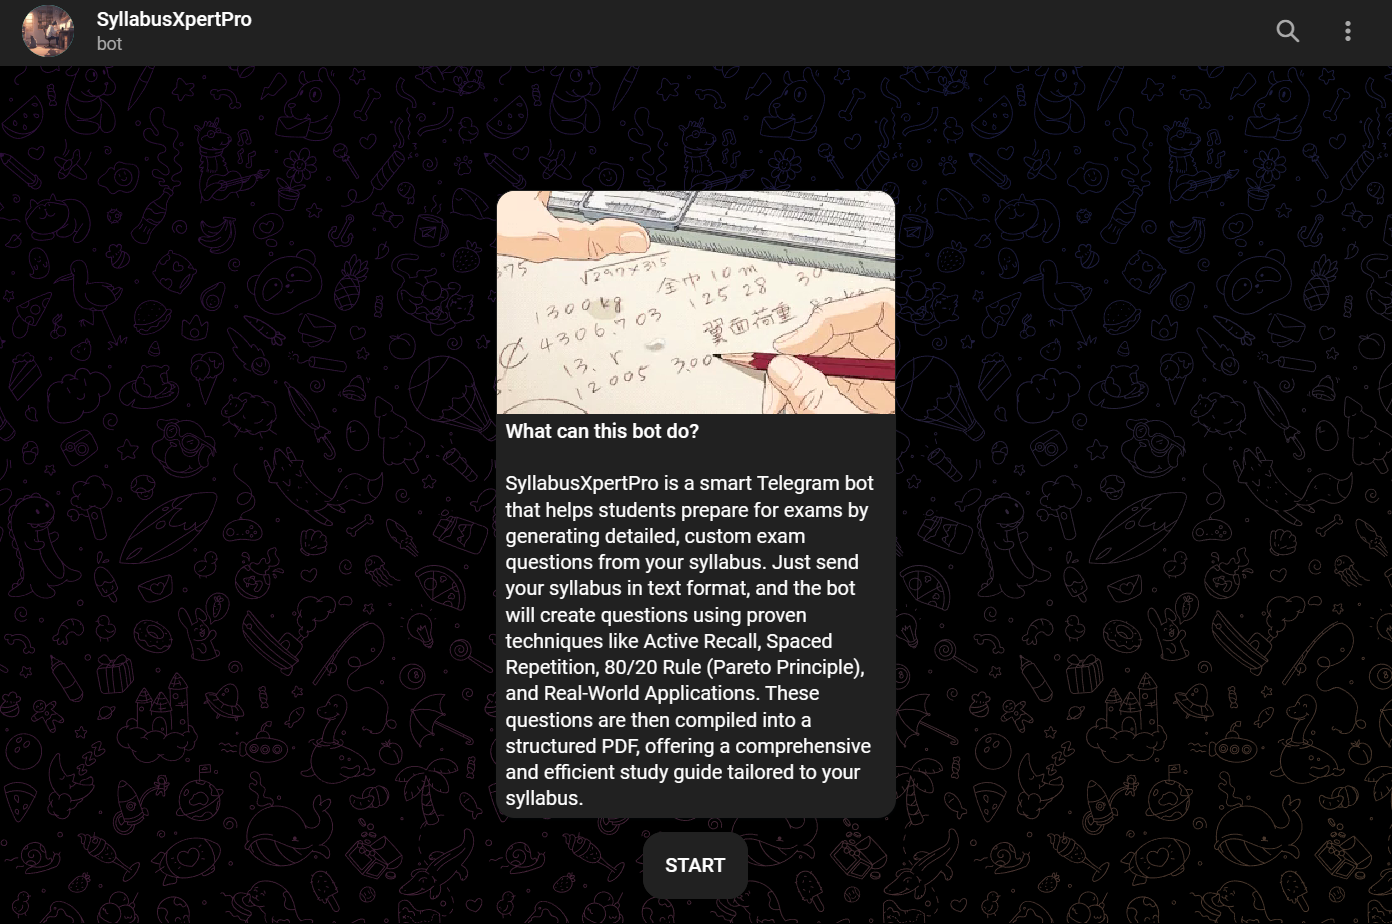 SyllabusXpertPro
bot
375
√297×315
全巾 10 m
30
1300 kg
125 28
4306.703
翼面荷重
13. r
3.00
12005
What can this bot do?
SyllabusXpertPro is a smart Telegram bot
that helps students prepare for exams by
generating detailed, custom exam
questions from your syllabus. Just send
your syllabus in text format, and the bot
will create questions using proven
techniques like Active Recall, Spaced
Repetition, 80/20 Rule (Pareto Principle),
and Real-World Applications. These
questions are then compiled into a
structured PDF, offering a comprehensive
and efficient study guide tailored to your
syllabus.
START